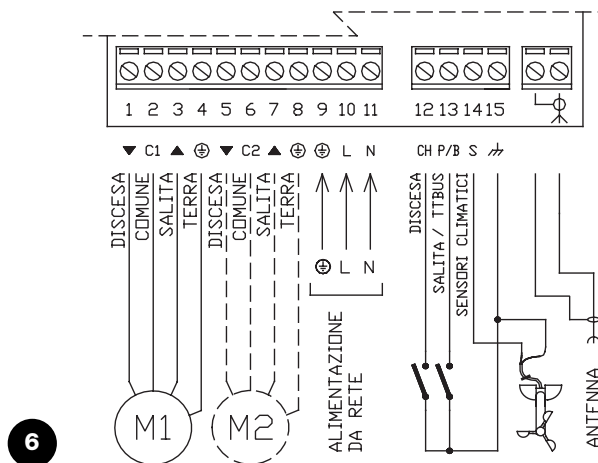 1 2 3 4 5 6 7 8 9 10 11 12 13 14 15
▼ C1 ▲ ⏚ ▼ C2 ▲ ⏚ ⏚ L N CH P/B S
DISCESA
COMUNE
SALITA
TERRA
DISCESA
COMUNE
SALITA
TERRA
⏚ L N
ALIMENTAZIONE
DA RETE
DISCESA
SALITA / TTBUS
SENSORI CLIMATICI
ANTENNA
M1
M2
6